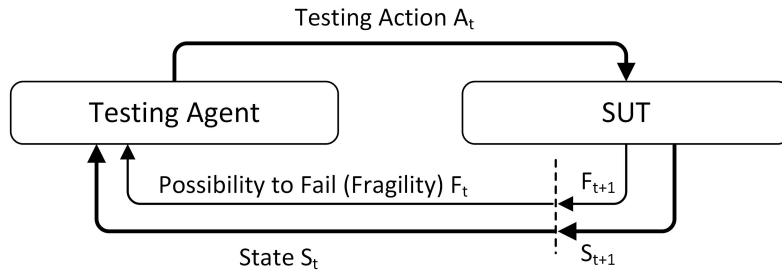 Testing Action Aₜ
Testing Agent
SUT
Possibility to Fail (Fragility) Fₜ
Fₜ₊₁
State Sₜ
Sₜ₊₁